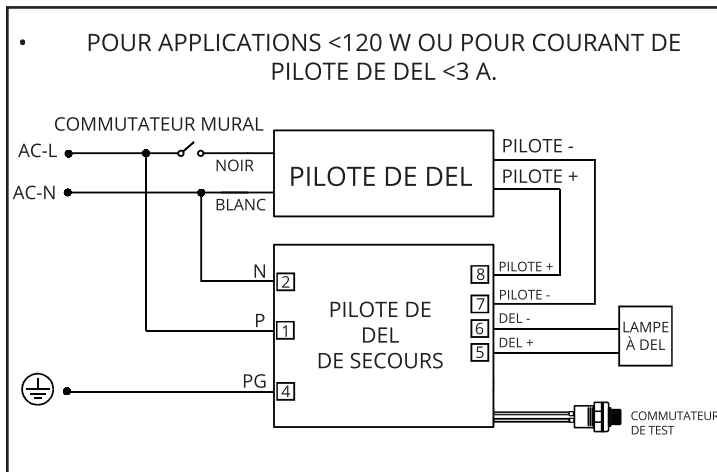 • POUR APPLICATIONS <120 W OU POUR COURANT DE
PILOTE DE DEL <3 A.
COMMUTATEUR MURAL
AC-L
NOIR
AC-N
BLANC
PILOTE DE DEL
PILOTE -
PILOTE +
N
2
P
1
PG
4
PILOTE DE
DEL
DE SECOURS
8
PILOTE +
7
PILOTE -
6
DEL -
5
DEL +
LAMPE
À DEL
COMMUTATEUR
DE TEST